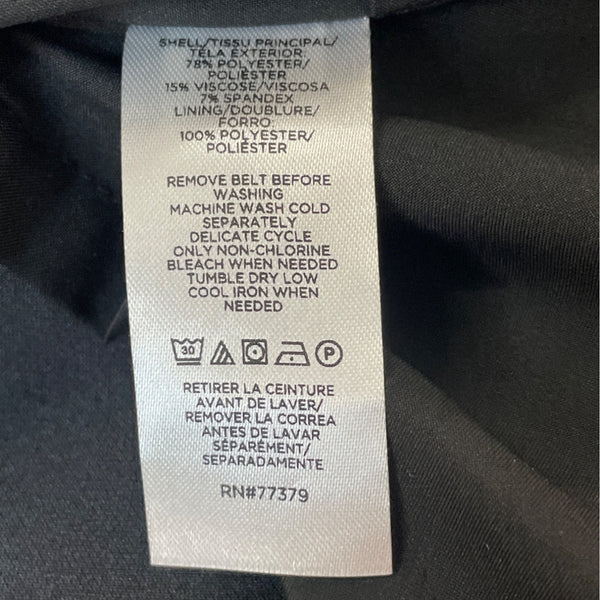 SHELL/TISSU PRINCIPAL/
TELA EXTERIOR:
78% POLYESTER/
POLIÉSTER
15% VISCOSE/VISCOSA
7% SPANDEX
LINING/DOUBLURE/
FORRO:
100% POLYESTER/
POLIÉSTER
REMOVE BELT BEFORE
WASHING
MACHINE WASH COLD
SEPARATELY
DELICATE CYCLE
ONLY NON-CHLORINE
BLEACH WHEN NEEDED
TUMBLE DRY LOW
COOL IRON WHEN
NEEDED
30 P
RETIRER LA CEINTURE
AVANT DE LAVER/
REMOVER LA CORREA
ANTES DE LAVAR
SÉPARÉMENT/
SEPARADAMENTE
RN#77379